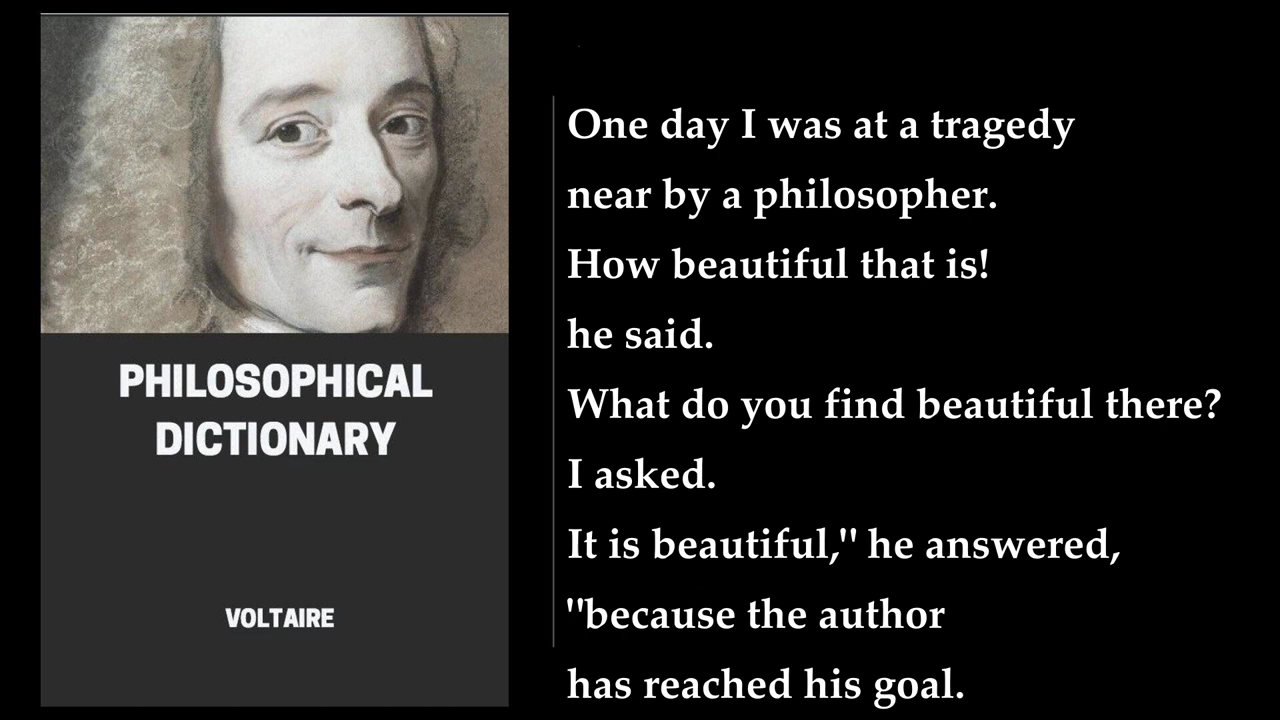 PHILOSOPHICAL
DICTIONARY
VOLTAIRE
One day I was at a tragedy
near by a philosopher.
How beautiful that is!
he said.
What do you find beautiful there?
I asked.
It is beautiful," he answered,
"because the author
has reached his goal.